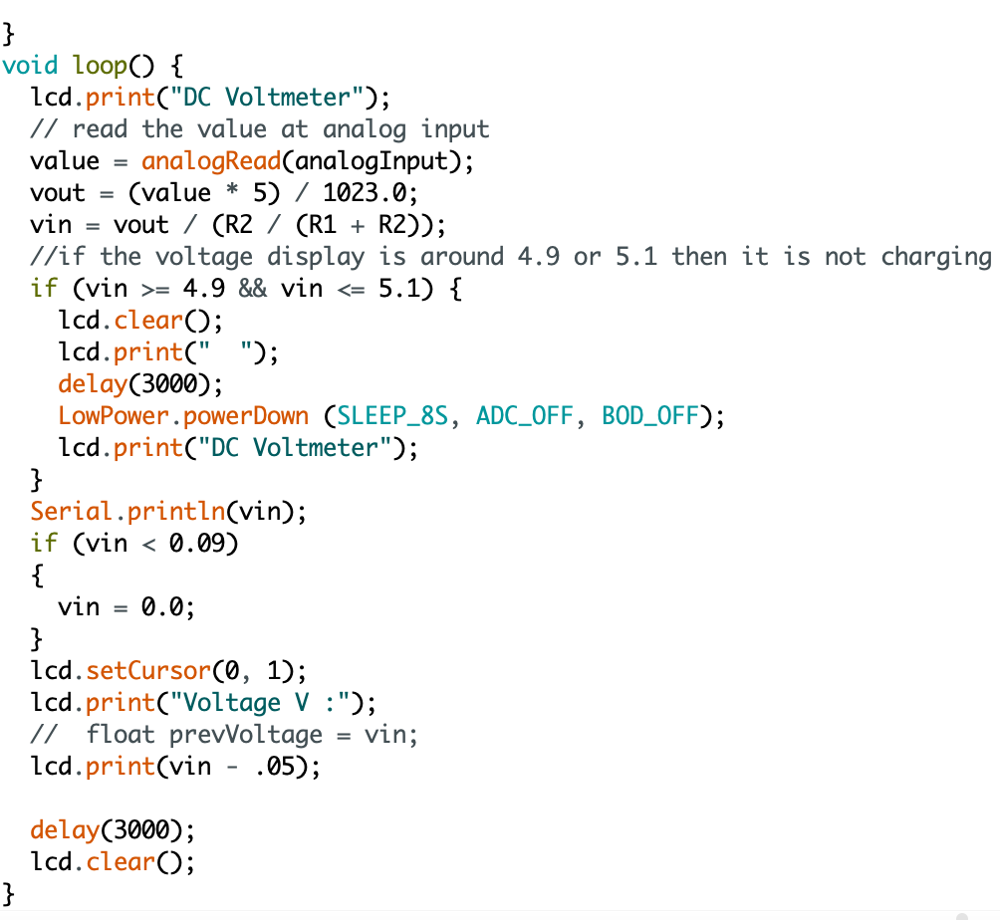 }
void loop() {
  lcd.print("DC Voltmeter");
  // read the value at analog input
  value = analogRead(analogInput);
  vout = (value * 5) / 1023.0;
  vin = vout / (R2 / (R1 + R2));
  //if the voltage display is around 4.9 or 5.1 then it is not charging
  if (vin >= 4.9 && vin <= 5.1) {
    lcd.clear();
    lcd.print("  ");
    delay(3000);
    LowPower.powerDown (SLEEP_8S, ADC_OFF, BOD_OFF);
    lcd.print("DC Voltmeter");
  }
  Serial.println(vin);
  if (vin < 0.09)
  {
    vin = 0.0;
  }
  lcd.setCursor(0, 1);
  lcd.print("Voltage V :");
  //  float prevVoltage = vin;
  lcd.print(vin - .05);

  delay(3000);
  lcd.clear();
}